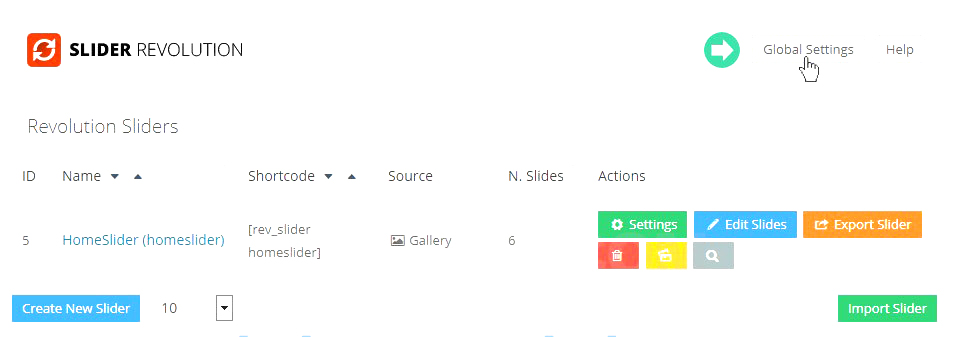 SLIDER REVOLUTION
Global Settings
Help
Revolution Sliders
ID Name Shortcode Source N. Slides Actions
5 HomeSlider (homeslider) [rev_slider homeslider] Gallery 6 Settings Edit Slides Export Slider
Create New Slider 10 Import Slider